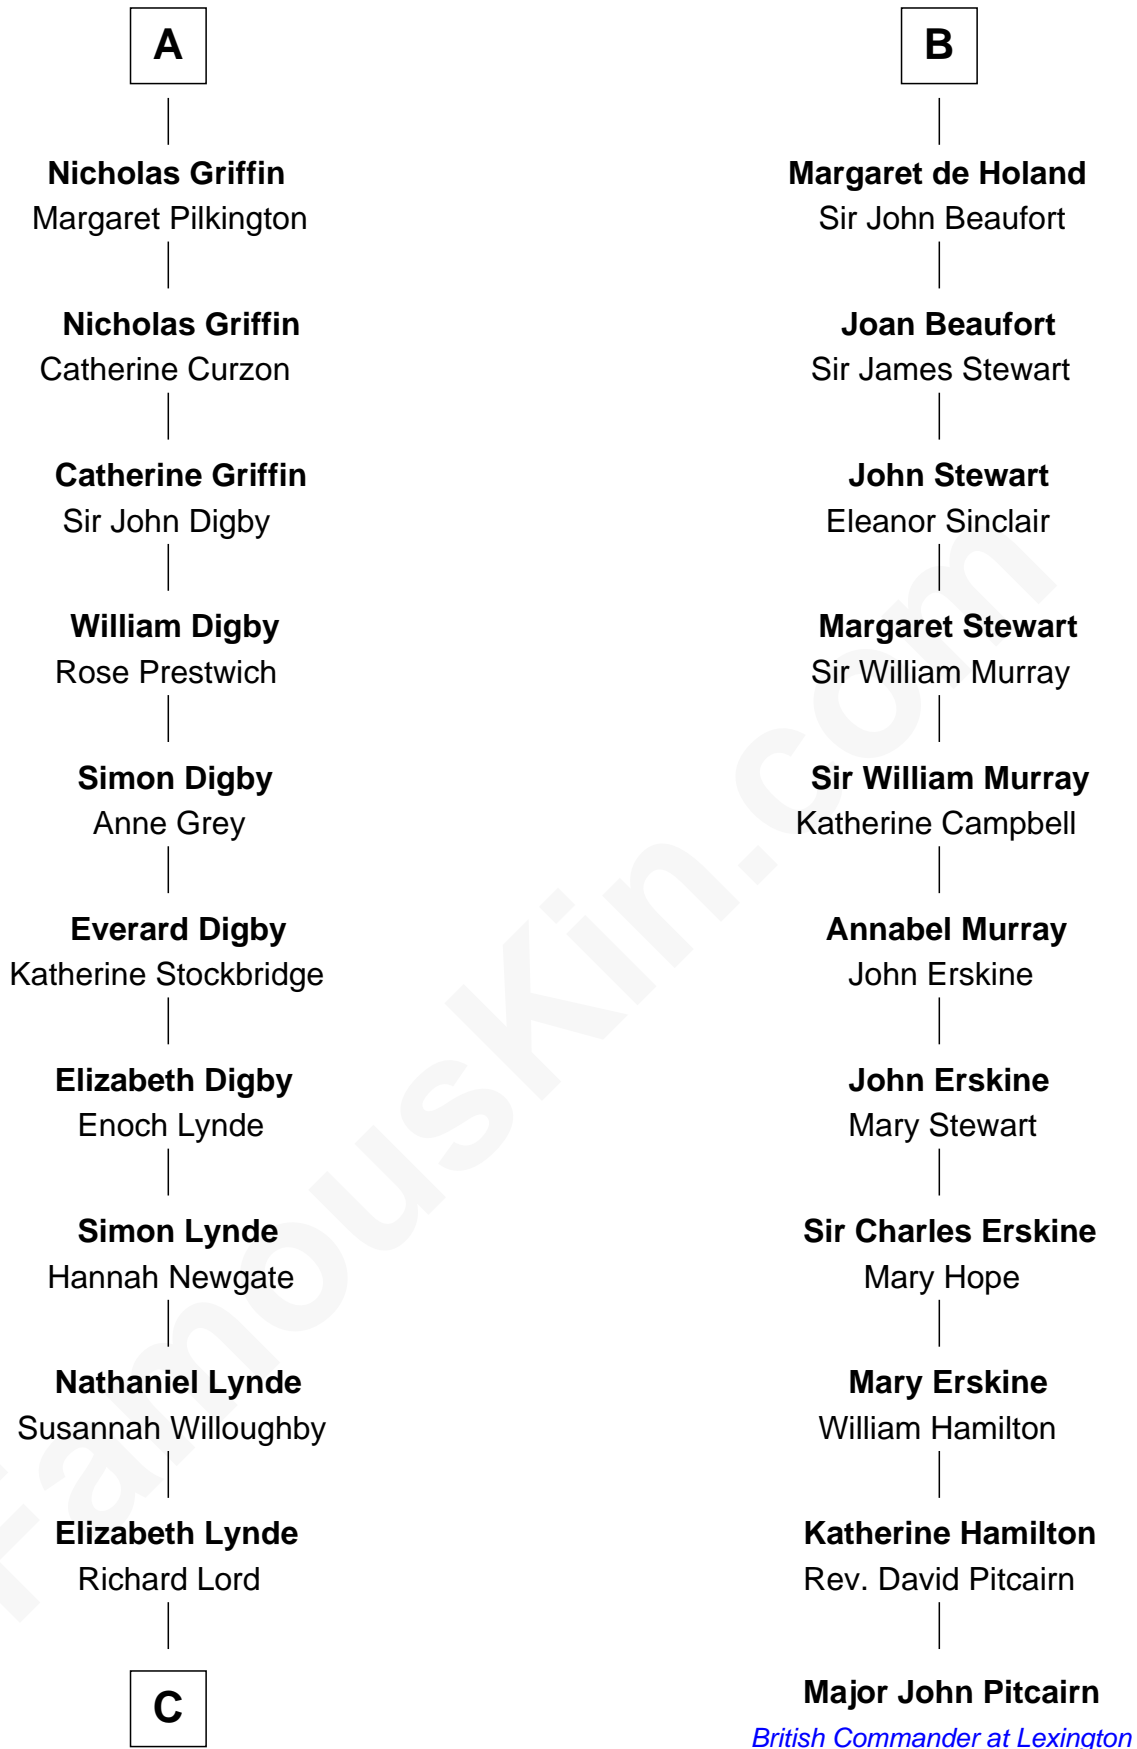 A
Nicholas Griffin
Margaret Pilkington
Nicholas Griffin
Catherine Curzon
Catherine Griffin
Sir John Digby
William Digby
Rose Prestwich
Simon Digby
Anne Grey
Everard Digby
Katherine Stockbridge
Elizabeth Digby
Enoch Lynde
Simon Lynde
Hannah Newgate
Nathaniel Lynde
Susannah Willoughby
Elizabeth Lynde
Richard Lord
C
B
Margaret de Holand
Sir John Beaufort
Joan Beaufort
Sir James Stewart
John Stewart
Eleanor Sinclair
Margaret Stewart
Sir William Murray
Sir William Murray
Katherine Campbell
Annabel Murray
John Erskine
John Erskine
Mary Stewart
Sir Charles Erskine
Mary Hope
Mary Erskine
William Hamilton
Katherine Hamilton
Rev. David Pitcairn
Major John Pitcairn
British Commander at Lexington
FamousKin.com